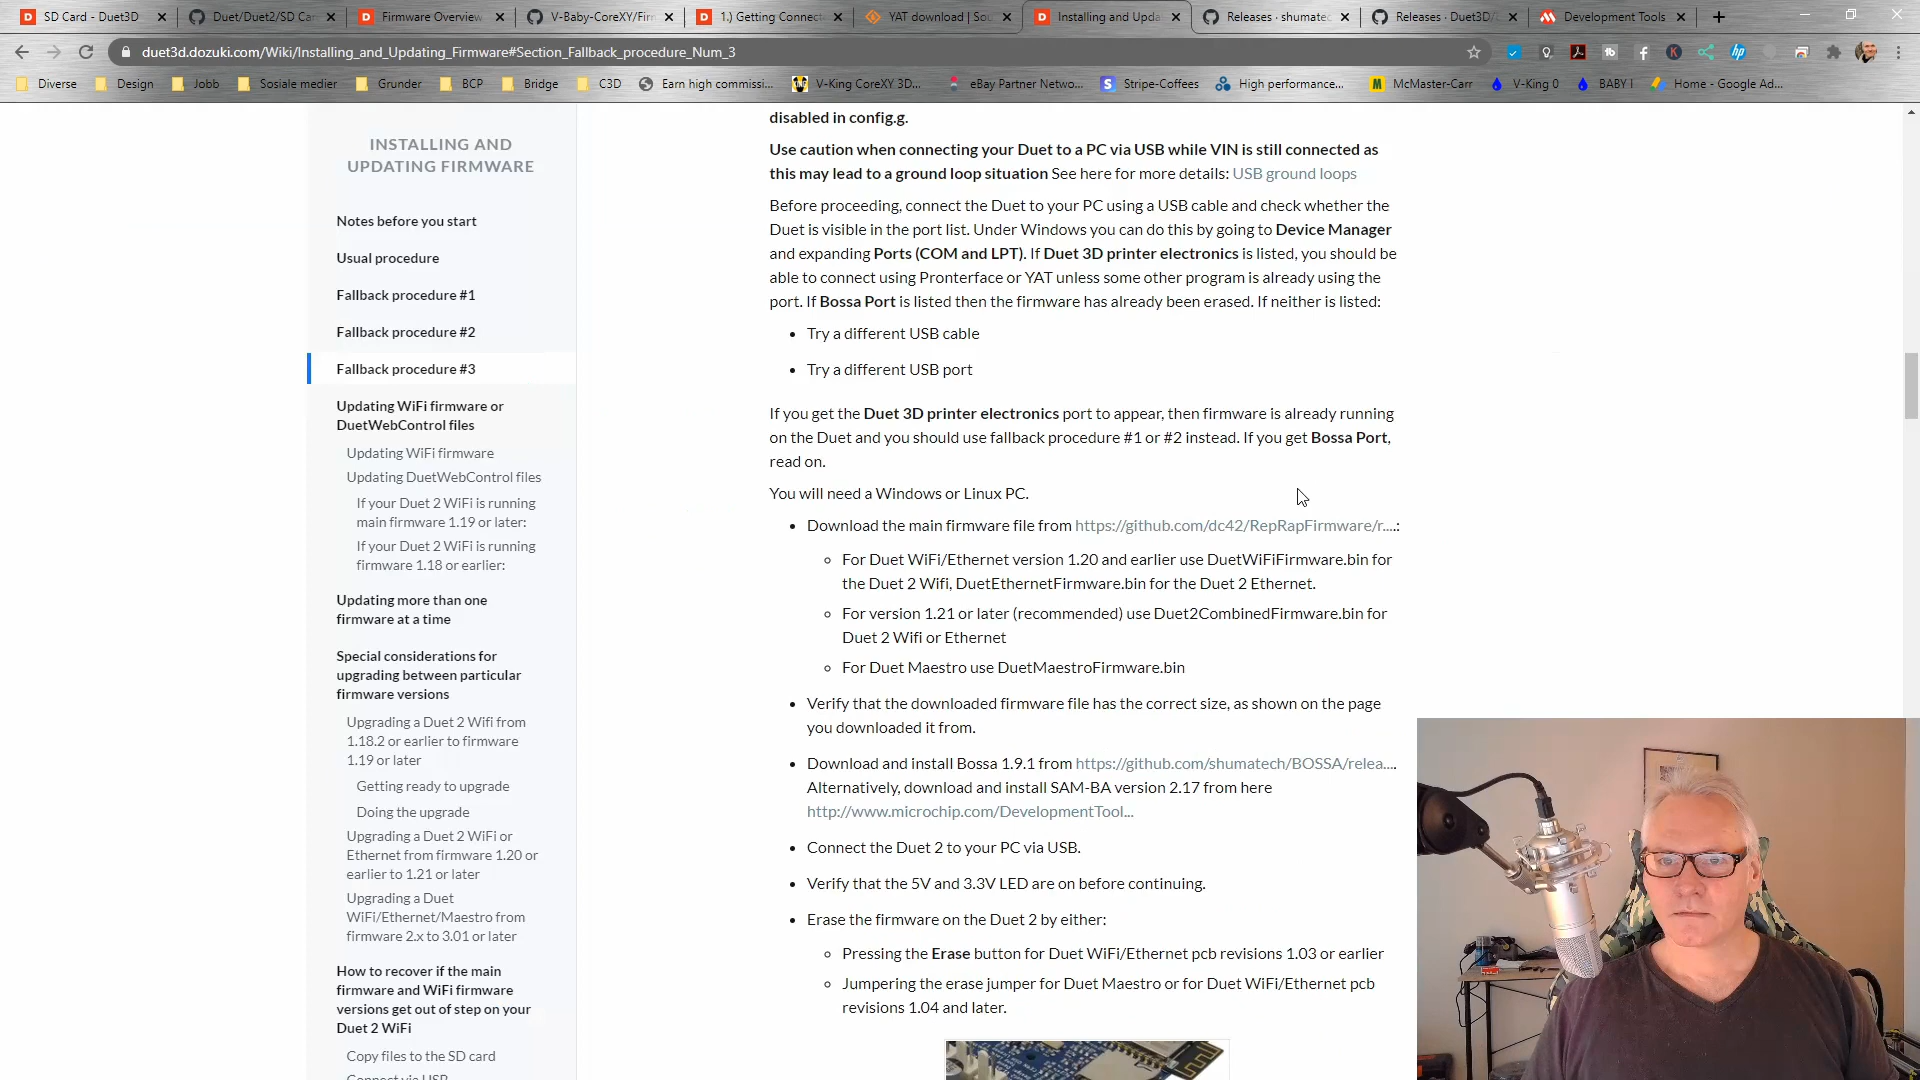 SD Card - Duet3D
Duet/Duet2/SD Ca
Firmware Overview
V-Baby-CoreXY/Firr
1.) Getting Connect
YAT download | Sou
Installing and Upda
Releases · shumatec
Releases · Duet3D/
Development Tools
duet3d.dozuki.com/Wiki/Installing_and_Updating_Firmware#Section_Fallback_procedure_Num_3
Diverse
Design
Jobb
Sosiale medier
Grunder
BCP
Bridge
C3D
Earn high commissi...
V-King CoreXY 3D...
eBay Partner Netwo...
Stripe-Coffees
High performance...
McMaster-Carr
V-King 0
BABY I
Home - Google Ad...
INSTALLING AND
UPDATING FIRMWARE
Notes before you start
Usual procedure
Fallback procedure #1
Fallback procedure #2
Fallback procedure #3
Updating WiFi firmware or
DuetWebControl files
Updating WiFi firmware
Updating DuetWebControl files
If your Duet 2 WiFi is running
main firmware 1.19 or later:
If your Duet 2 WiFi is running
firmware 1.18 or earlier:
Updating more than one
firmware at a time
Special considerations for
upgrading between particular
firmware versions
Upgrading a Duet 2 Wifi from
1.18.2 or earlier to firmware
1.19 or later
Getting ready to upgrade
Doing the upgrade
Upgrading a Duet 2 WiFi or
Ethernet from firmware 1.20 or
earlier to 1.21 or later
Upgrading a Duet
WiFi/Ethernet/Maestro from
firmware 2.x to 3.01 or later
How to recover if the main
firmware and WiFi firmware
versions get out of step on your
Duet 2 WiFi
Copy files to the SD card
Connect via USB
disabled in config.g.
Use caution when connecting your Duet to a PC via USB while VIN is still connected as
this may lead to a ground loop situation See here for more details: USB ground loops
Before proceeding, connect the Duet to your PC using a USB cable and check whether the
Duet is visible in the port list. Under Windows you can do this by going to Device Manager
and expanding Ports (COM and LPT). If Duet 3D printer electronics is listed, you should be
able to connect using Pronterface or YAT unless some other program is already using the
port. If Bossa Port is listed then the firmware has already been erased. If neither is listed:
• Try a different USB cable
• Try a different USB port
If you get the Duet 3D printer electronics port to appear, then firmware is already running
on the Duet and you should use fallback procedure #1 or #2 instead. If you get Bossa Port,
read on.
You will need a Windows or Linux PC.
• Download the main firmware file from https://github.com/dc42/RepRapFirmware/r...:
◦ For Duet WiFi/Ethernet version 1.20 and earlier use DuetWiFiFirmware.bin for
the Duet 2 Wifi, DuetEthernetFirmware.bin for the Duet 2 Ethernet.
◦ For version 1.21 or later (recommended) use Duet2CombinedFirmware.bin for
Duet 2 Wifi or Ethernet
◦ For Duet Maestro use DuetMaestroFirmware.bin
• Verify that the downloaded firmware file has the correct size, as shown on the page
you downloaded it from.
• Download and install Bossa 1.9.1 from https://github.com/shumatech/BOSSA/relea....
Alternatively, download and install SAM-BA version 2.17 from here
http://www.microchip.com/DevelopmentTool...
• Connect the Duet 2 to your PC via USB.
• Verify that the 5V and 3.3V LED are on before continuing.
• Erase the firmware on the Duet 2 by either:
◦ Pressing the Erase button for Duet WiFi/Ethernet pcb revisions 1.03 or earlier
◦ Jumpering the erase jumper for Duet Maestro or for Duet WiFi/Ethernet pcb
revisions 1.04 and later.